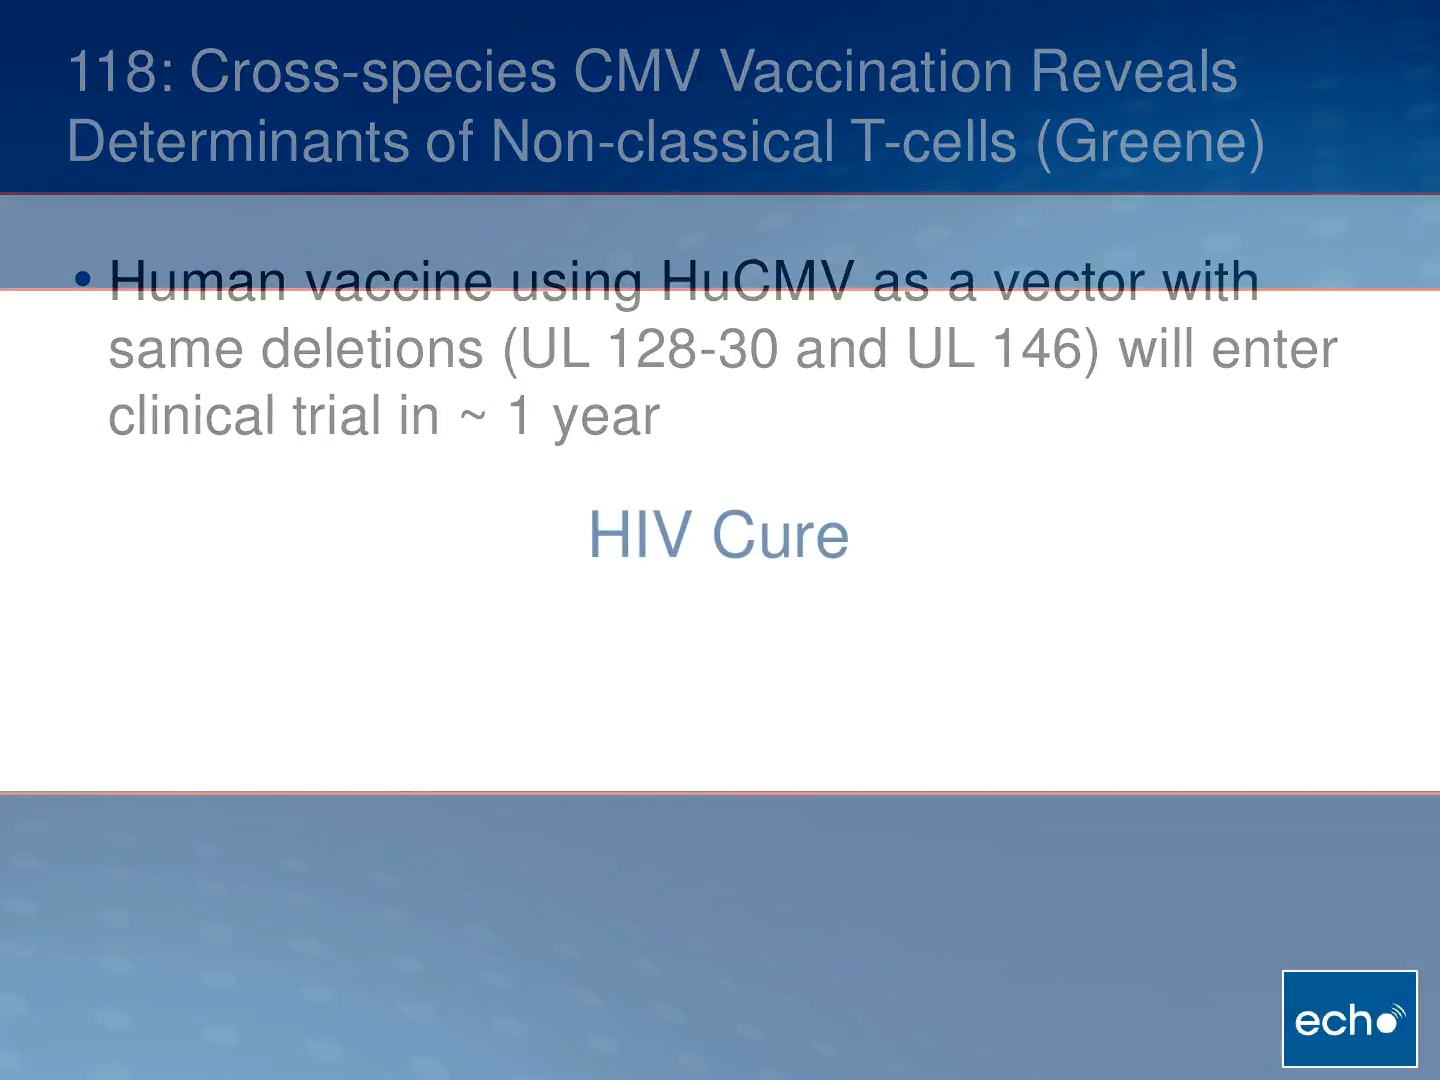 118: Cross-species CMV Vaccination Reveals
Determinants of Non-classical T-cells (Greene)
• Human vaccine using HuCMV as a vector with
same deletions (UL 128-30 and UL 146) will enter
clinical trial in ~ 1 year
HIV Cure
echo